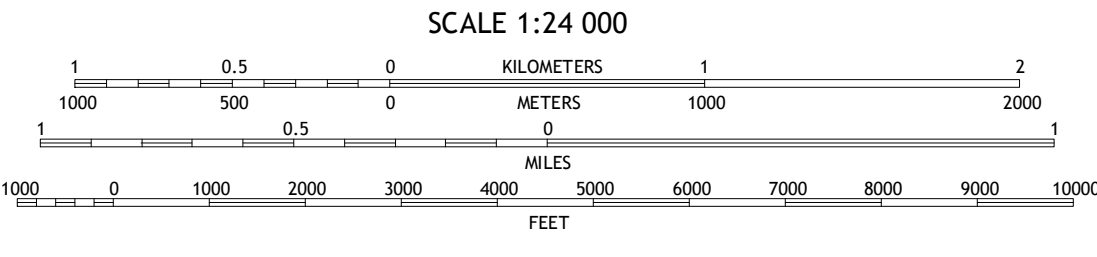 SCALE 1:24 000
1 0.5 0 KILOMETERS 1 2
1000 500 0 METERS 1000 2000
1 0.5 0 1
MILES
1000 0 1000 2000 3000 4000 5000 6000 7000 8000 9000 10000
FEET